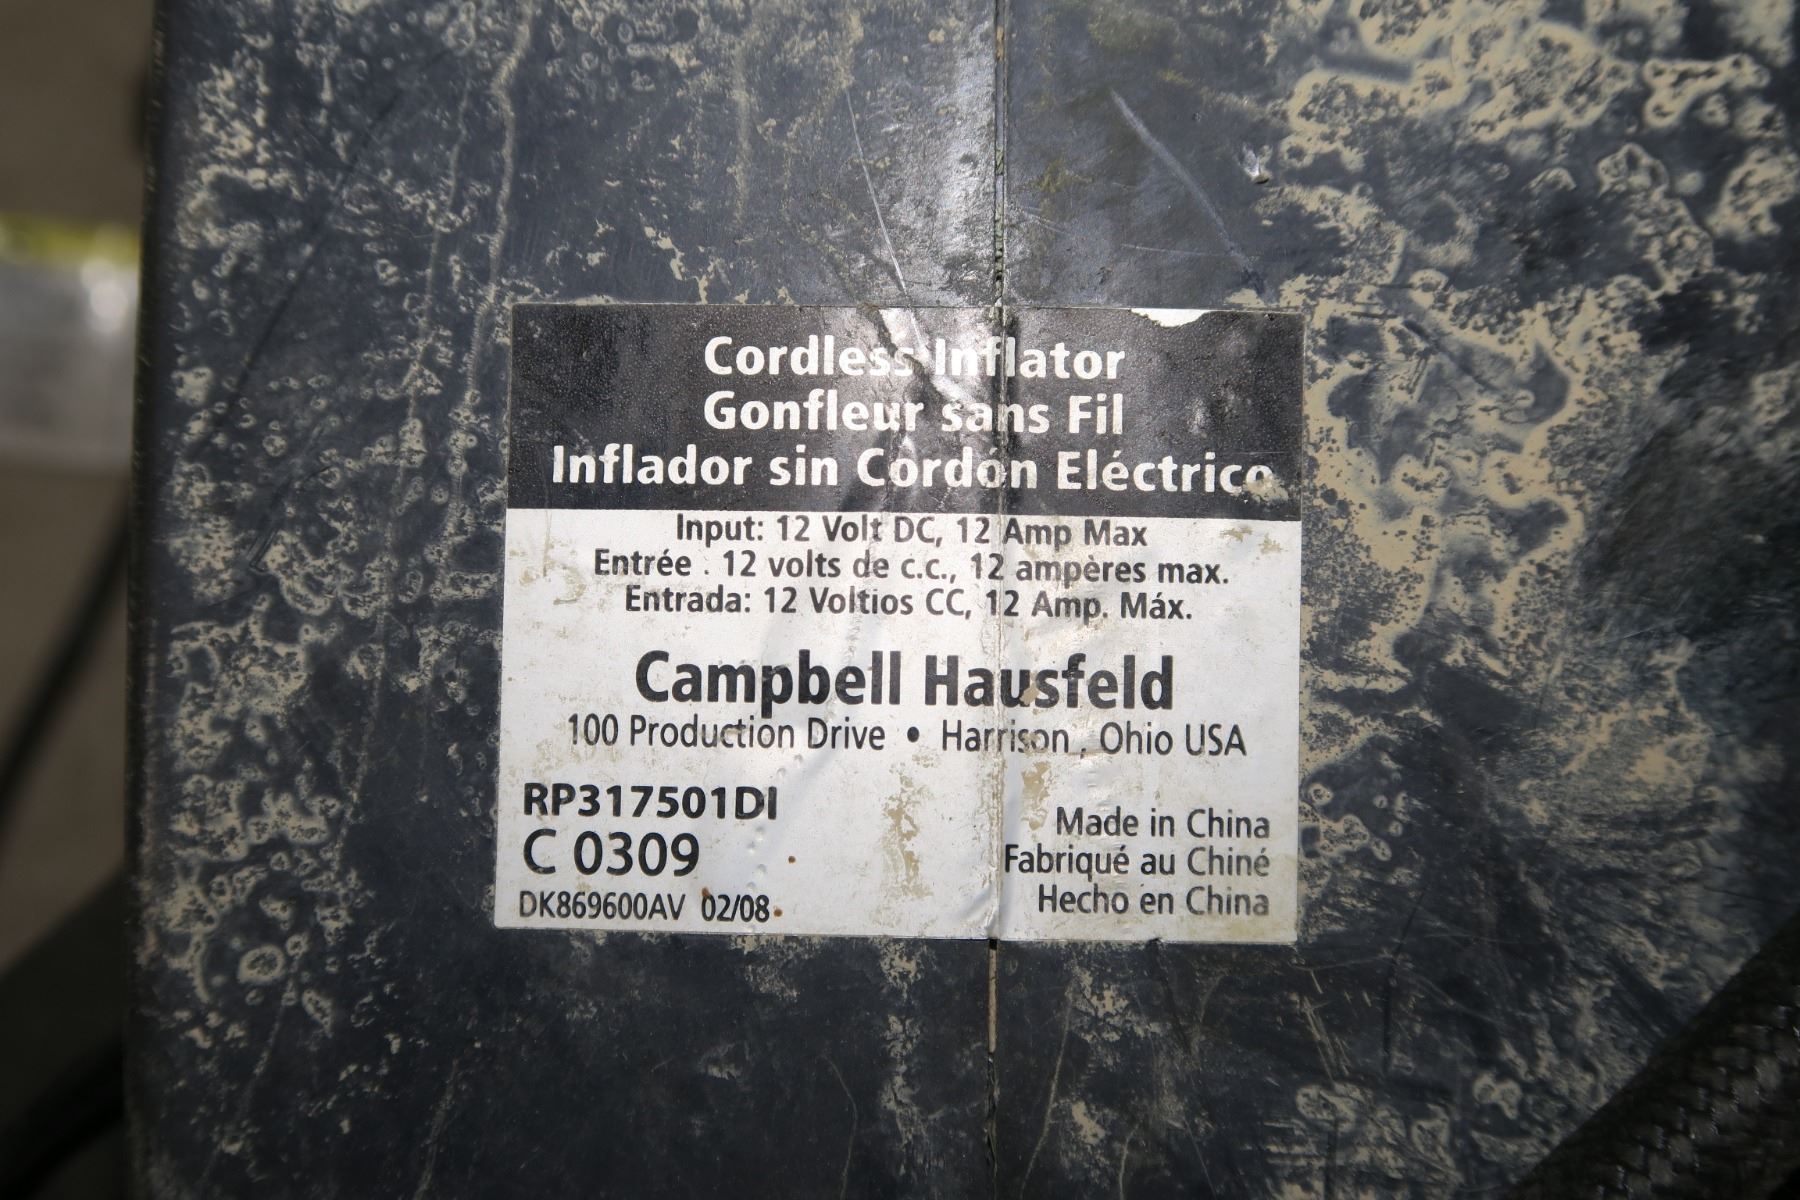 Cordless Inflator
Gonfleur sans Fil
Inflador sin Cordón Eléctrico
Input: 12 Volt DC, 12 Amp Max
Entrée . 12 volts de c.c., 12 ampères max.
Entrada: 12 Voltios CC, 12 Amp. Máx.
Campbell Hausfeld
100 Production Drive • Harrison , Ohio USA
RP317501DI
C 0309
DK869600AV 02/08
Made in China
Fabriqué au Chiné
Hecho en China